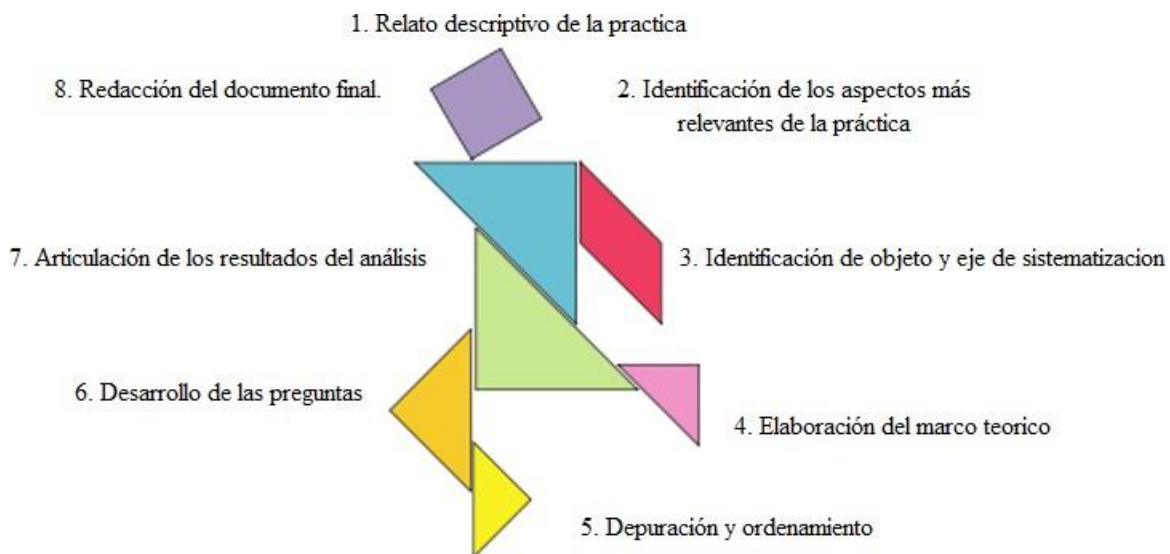 1. Relato descriptivo de la practica
8. Redacción del documento final.
2. Identificación de los aspectos más
relevantes de la práctica
7. Articulación de los resultados del análisis
3. Identificación de objeto y eje de sistematizacion
6. Desarrollo de las preguntas
4. Elaboración del marco teorico
5. Depuración y ordenamiento